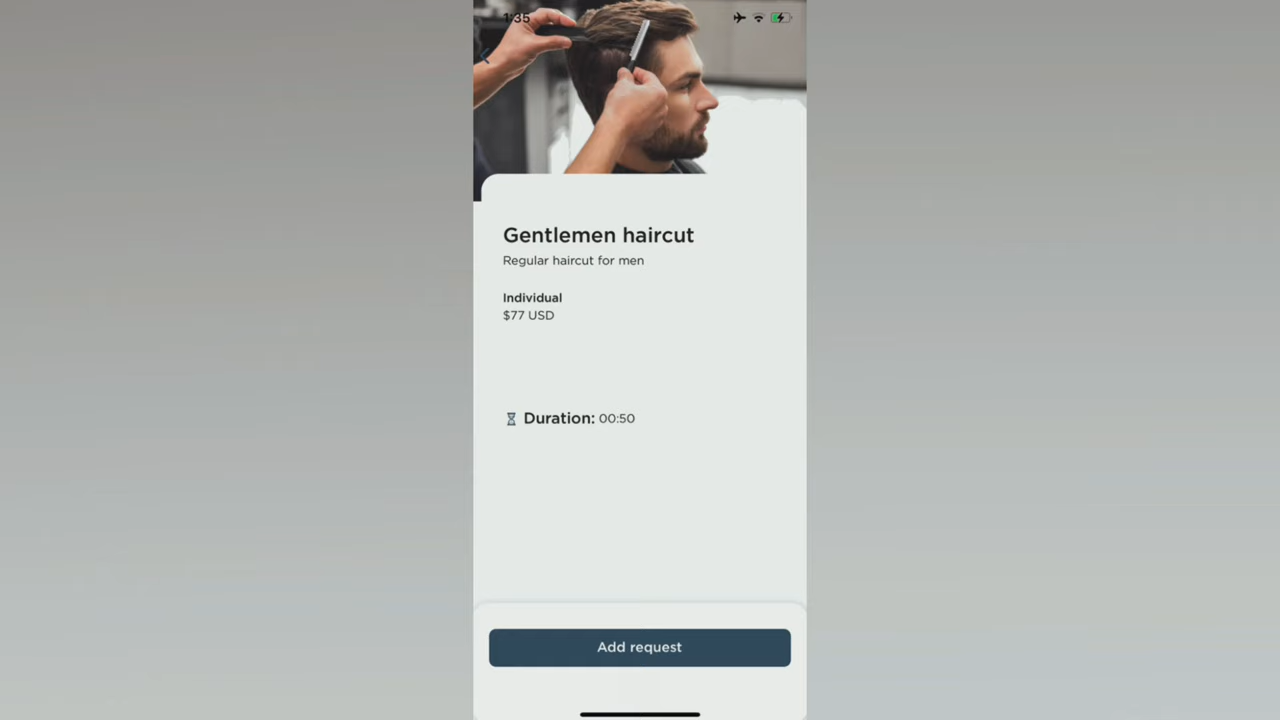 1:35
Gentlemen haircut
Regular haircut for men
Individual
$77 USD
Duration: 00:50
Add request